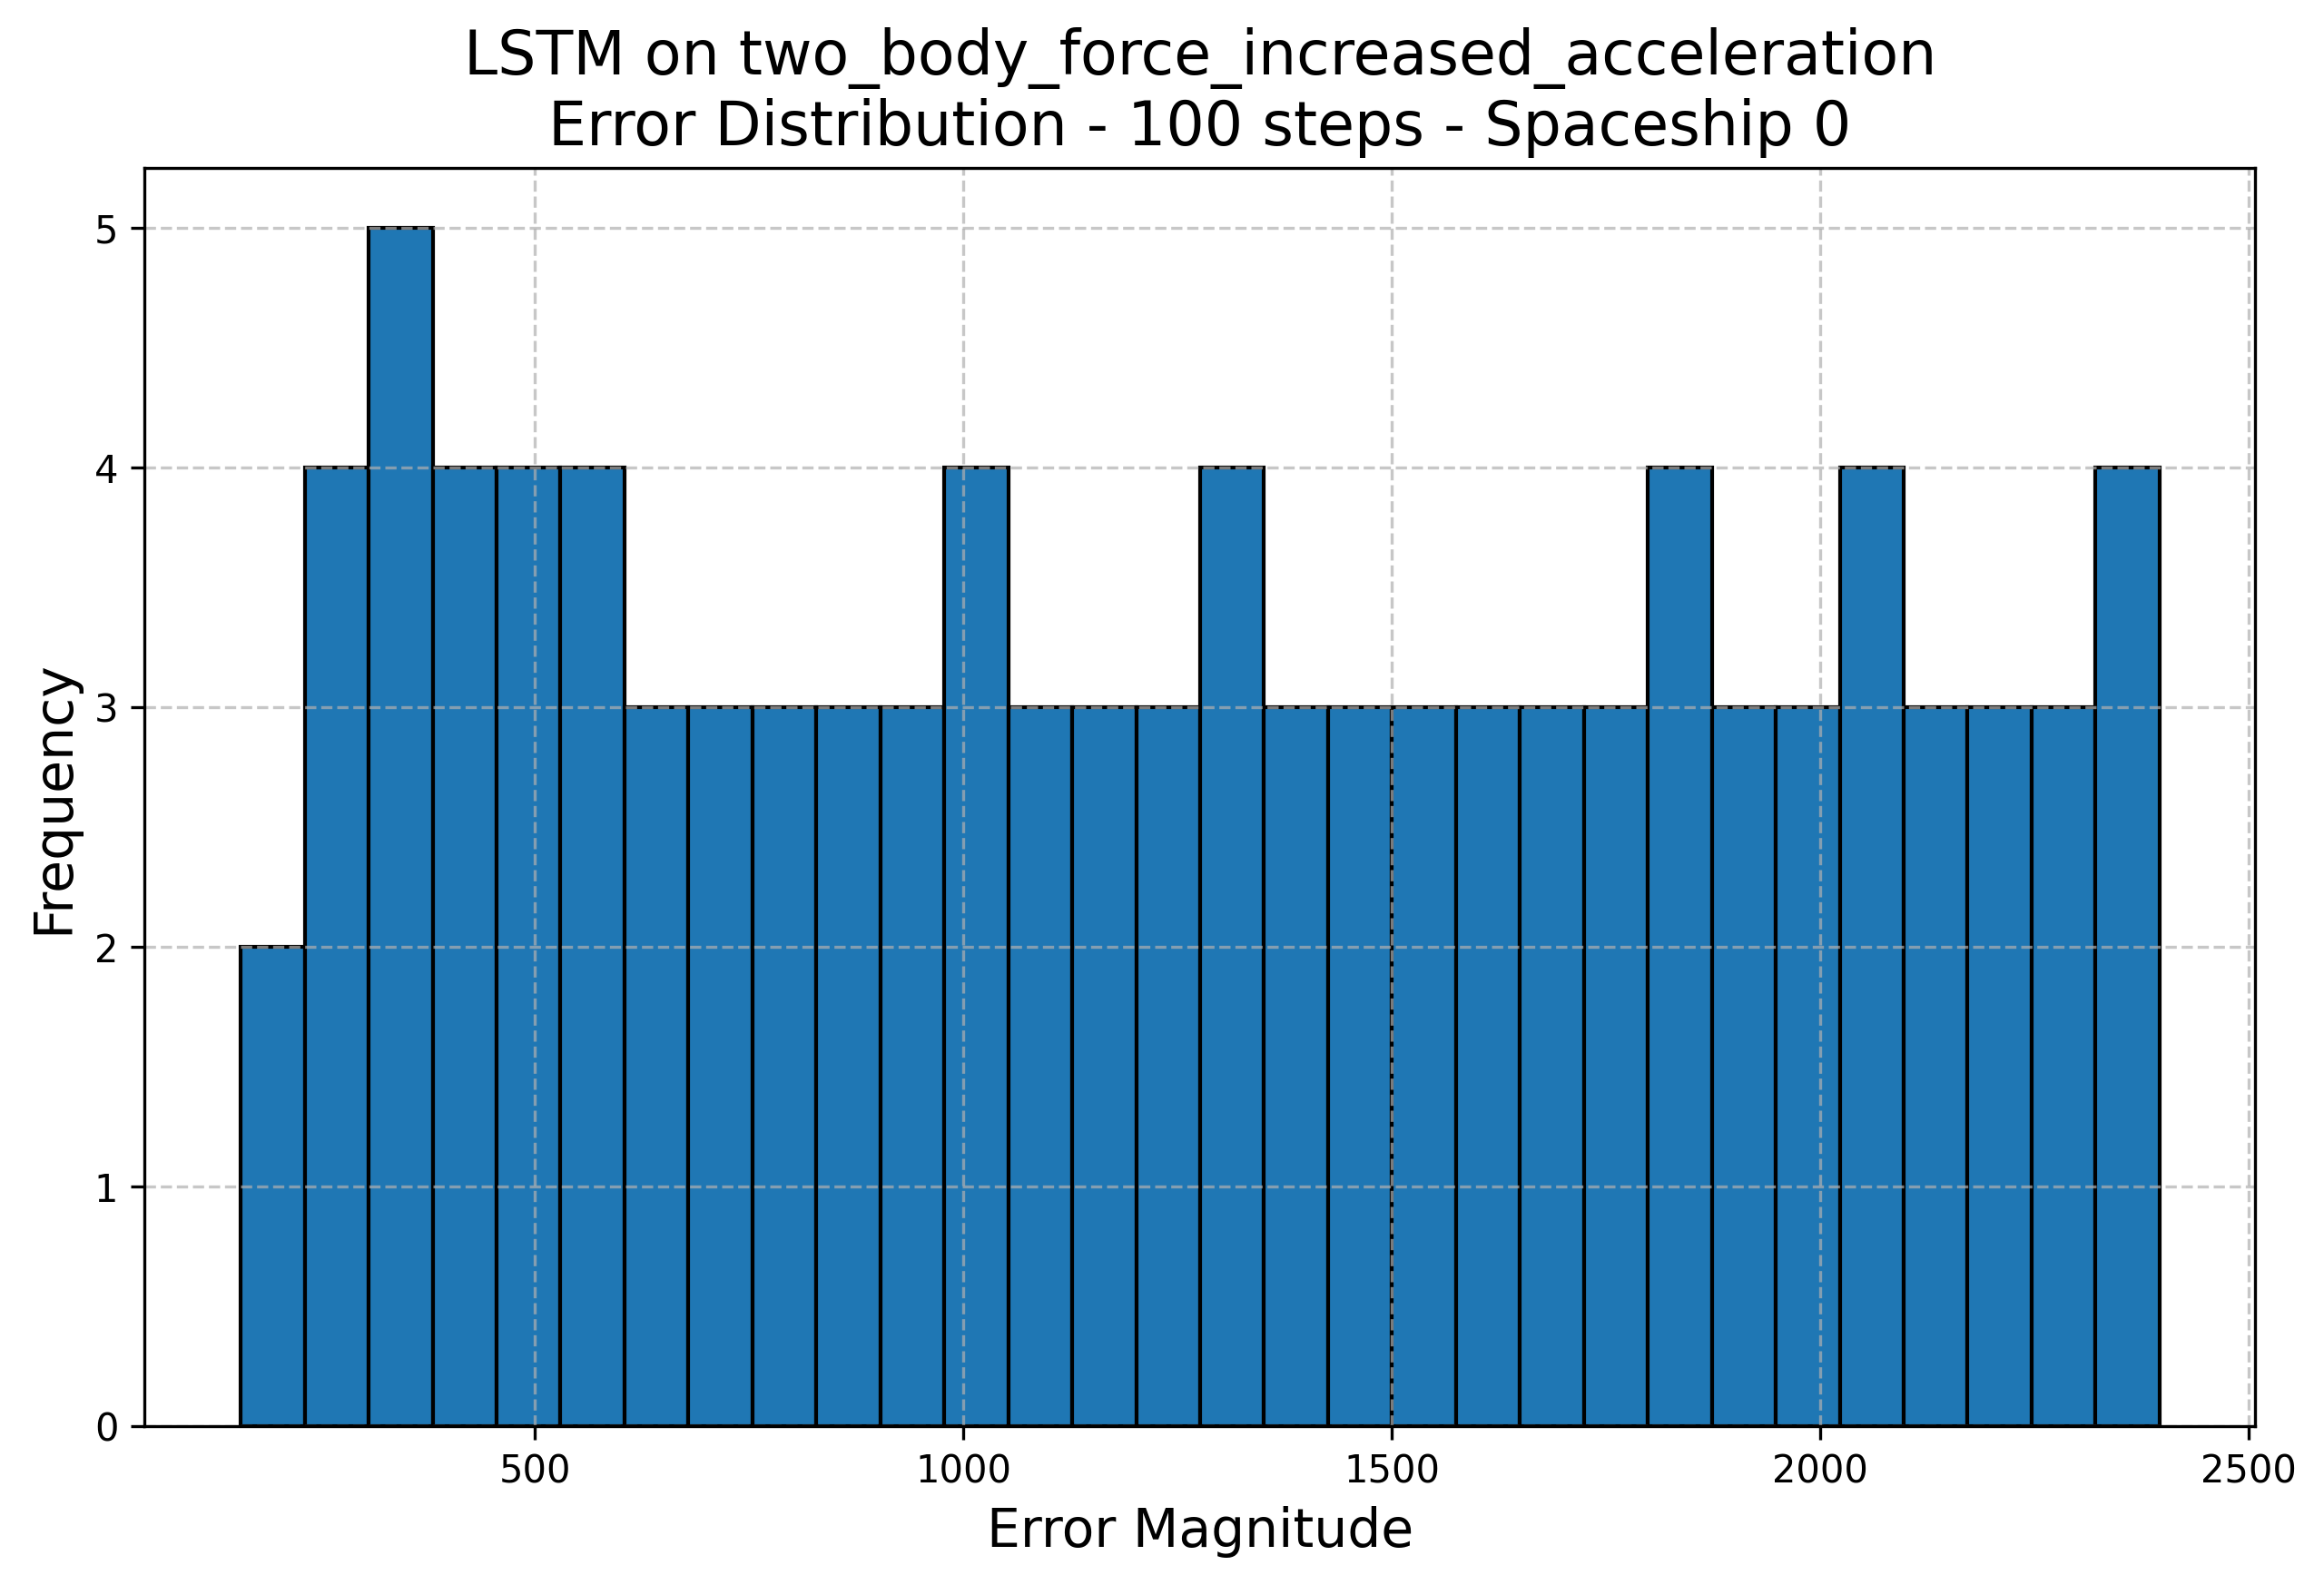 LSTM on two_body_force_increased_acceleration
Error Distribution - 100 steps - Spaceship 0
5
4
3
2
1
0
Frequency
500 1000 1500 2000 2500
Error Magnitude